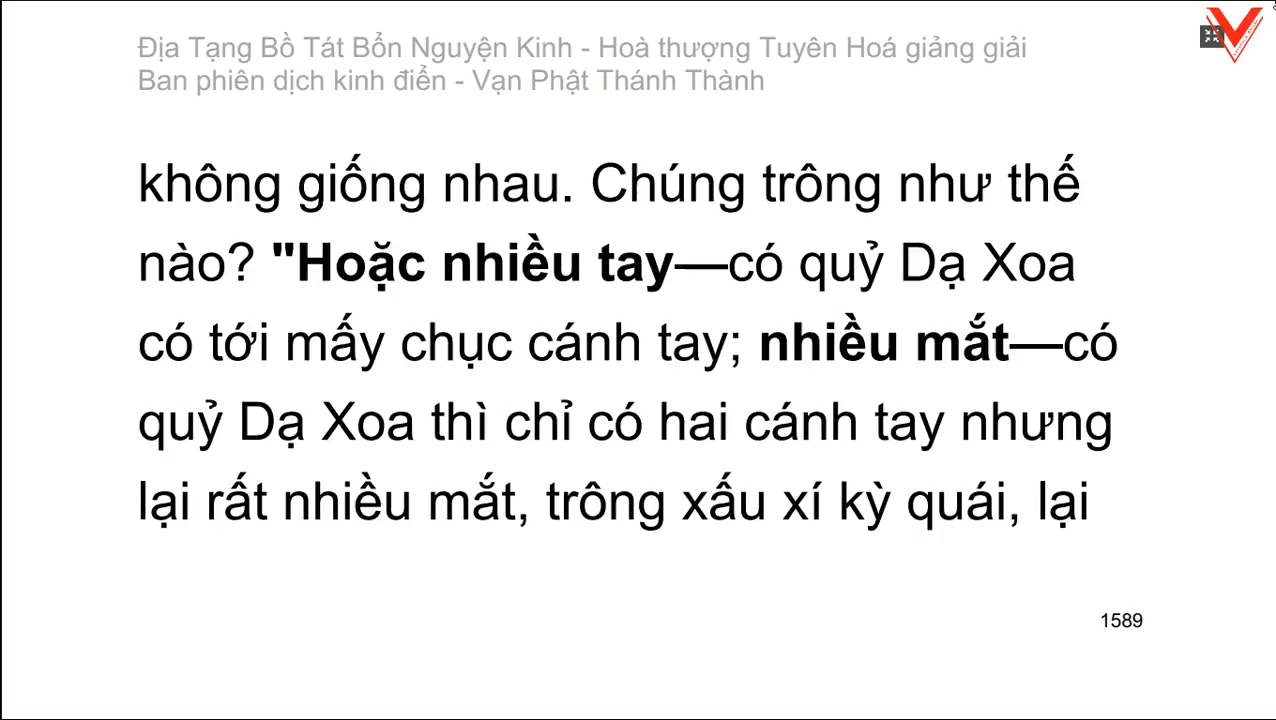 Địa Tạng Bồ Tát Bổn Nguyện Kinh - Hoà thượng Tuyên Hoá giảng giải
Ban phiên dịch kinh điển - Vạn Phật Thánh Thành
không giống nhau. Chúng trông như thế
nào? "Hoặc nhiều tay—có quỷ Dạ Xoa
có tới mấy chục cánh tay; nhiều mắt—có
quỷ Dạ Xoa thì chỉ có hai cánh tay nhưng
lại rất nhiều mắt, trông xấu xí kỳ quái, lại
1589